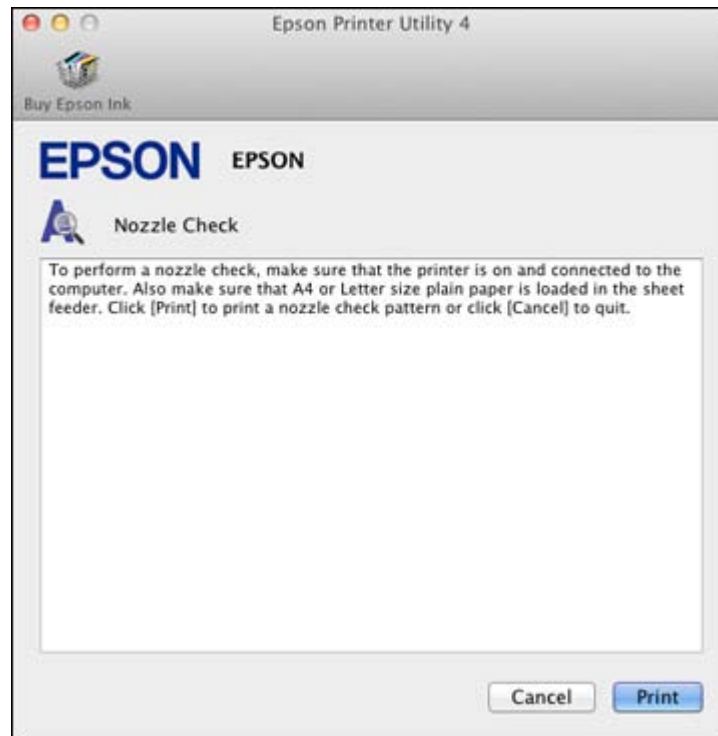 Epson Printer Utility 4
Buy Epson Ink
EPSON EPSON
Nozzle Check
To perform a nozzle check, make sure that the printer is on and connected to the
computer. Also make sure that A4 or Letter size plain paper is loaded in the sheet
feeder. Click [Print] to print a nozzle check pattern or click [Cancel] to quit.
Cancel Print